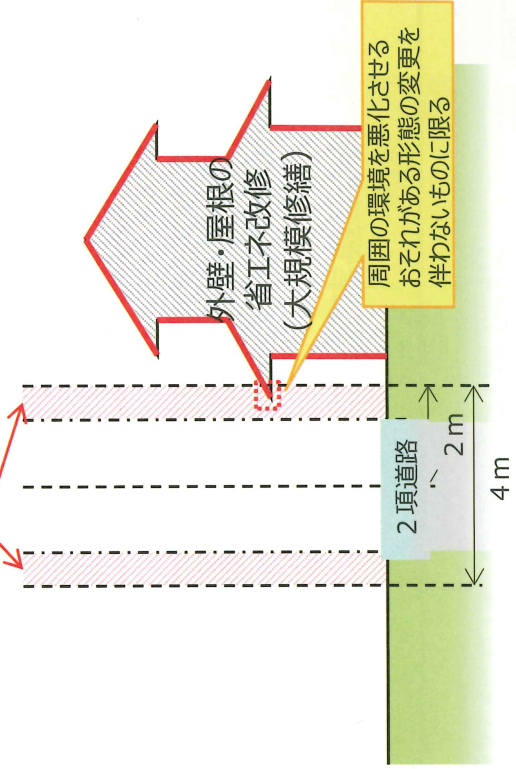 外壁・屋根の
省エネ改修
（大規模修繕）
周囲の環境を悪化させる
おそれがある形態の変更を
伴わないものに限る
２項道路
2ｍ
4ｍ